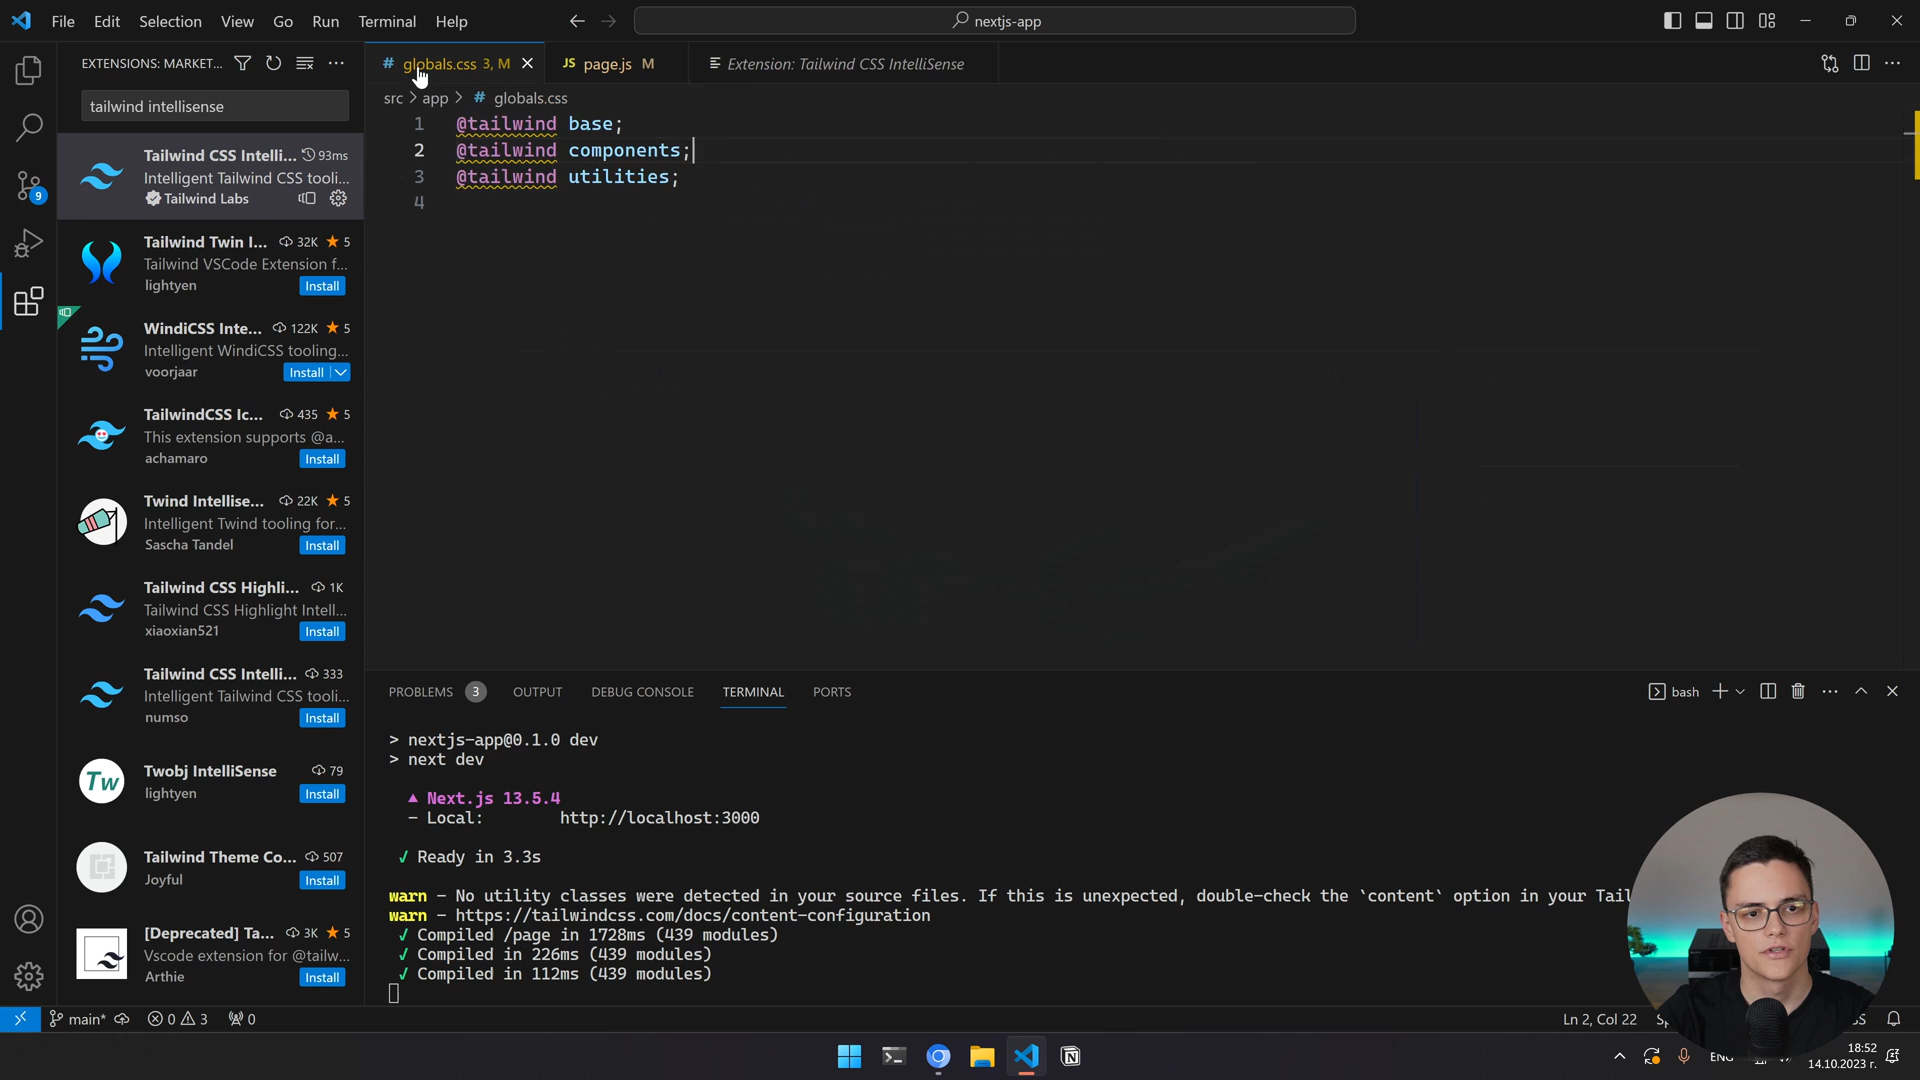 File Edit Selection View Go Run Terminal Help
nextjs-app
EXTENSIONS: MARKET...
tailwind intellisense
Tailwind CSS Intelli... 93ms
Intelligent Tailwind CSS tooli...
Tailwind Labs
Tailwind Twin I... 32K 5
Tailwind VSCode Extension f...
lightyen Install
WindiCSS Inte... 122K 5
Intelligent WindiCSS tooling...
voorjaar Install
TailwindCSS Ic... 435 5
This extension supports @a...
achamaro Install
Twind Intellise... 22K 5
Intelligent Twind tooling for...
Sascha Tandel Install
Tailwind CSS Highli... 1K
Tailwind CSS Highlight Intell...
xiaoxian521 Install
Tailwind CSS Intelli... 333
Intelligent Tailwind CSS tooli...
numso Install
Twobj IntelliSense 79
lightyen Install
Tw
Tailwind Theme Co... 507
Joyful Install
[Deprecated] Ta... 3K 5
Vscode extension for @tailw...
Arthie Install
9
# globals.css 3, M
JS page.js M
Extension: Tailwind CSS IntelliSense
src > app > # globals.css
1 @tailwind base;
2 @tailwind components;
3 @tailwind utilities;
4
PROBLEMS 3 OUTPUT DEBUG CONSOLE TERMINAL PORTS
bash
> nextjs-app@0.1.0 dev
> next dev
▲ Next.js 13.5.4
- Local: http://localhost:3000
✓ Ready in 3.3s
warn - No utility classes were detected in your source files. If this is unexpected, double-check the `content` option in your Tail
warn - https://tailwindcss.com/docs/content-configuration
✓ Compiled /page in 1728ms (439 modules)
✓ Compiled in 226ms (439 modules)
✓ Compiled in 112ms (439 modules)
main* 0 3 0
Ln 2, Col 22
ENG
18:52
14.10.2023 г.